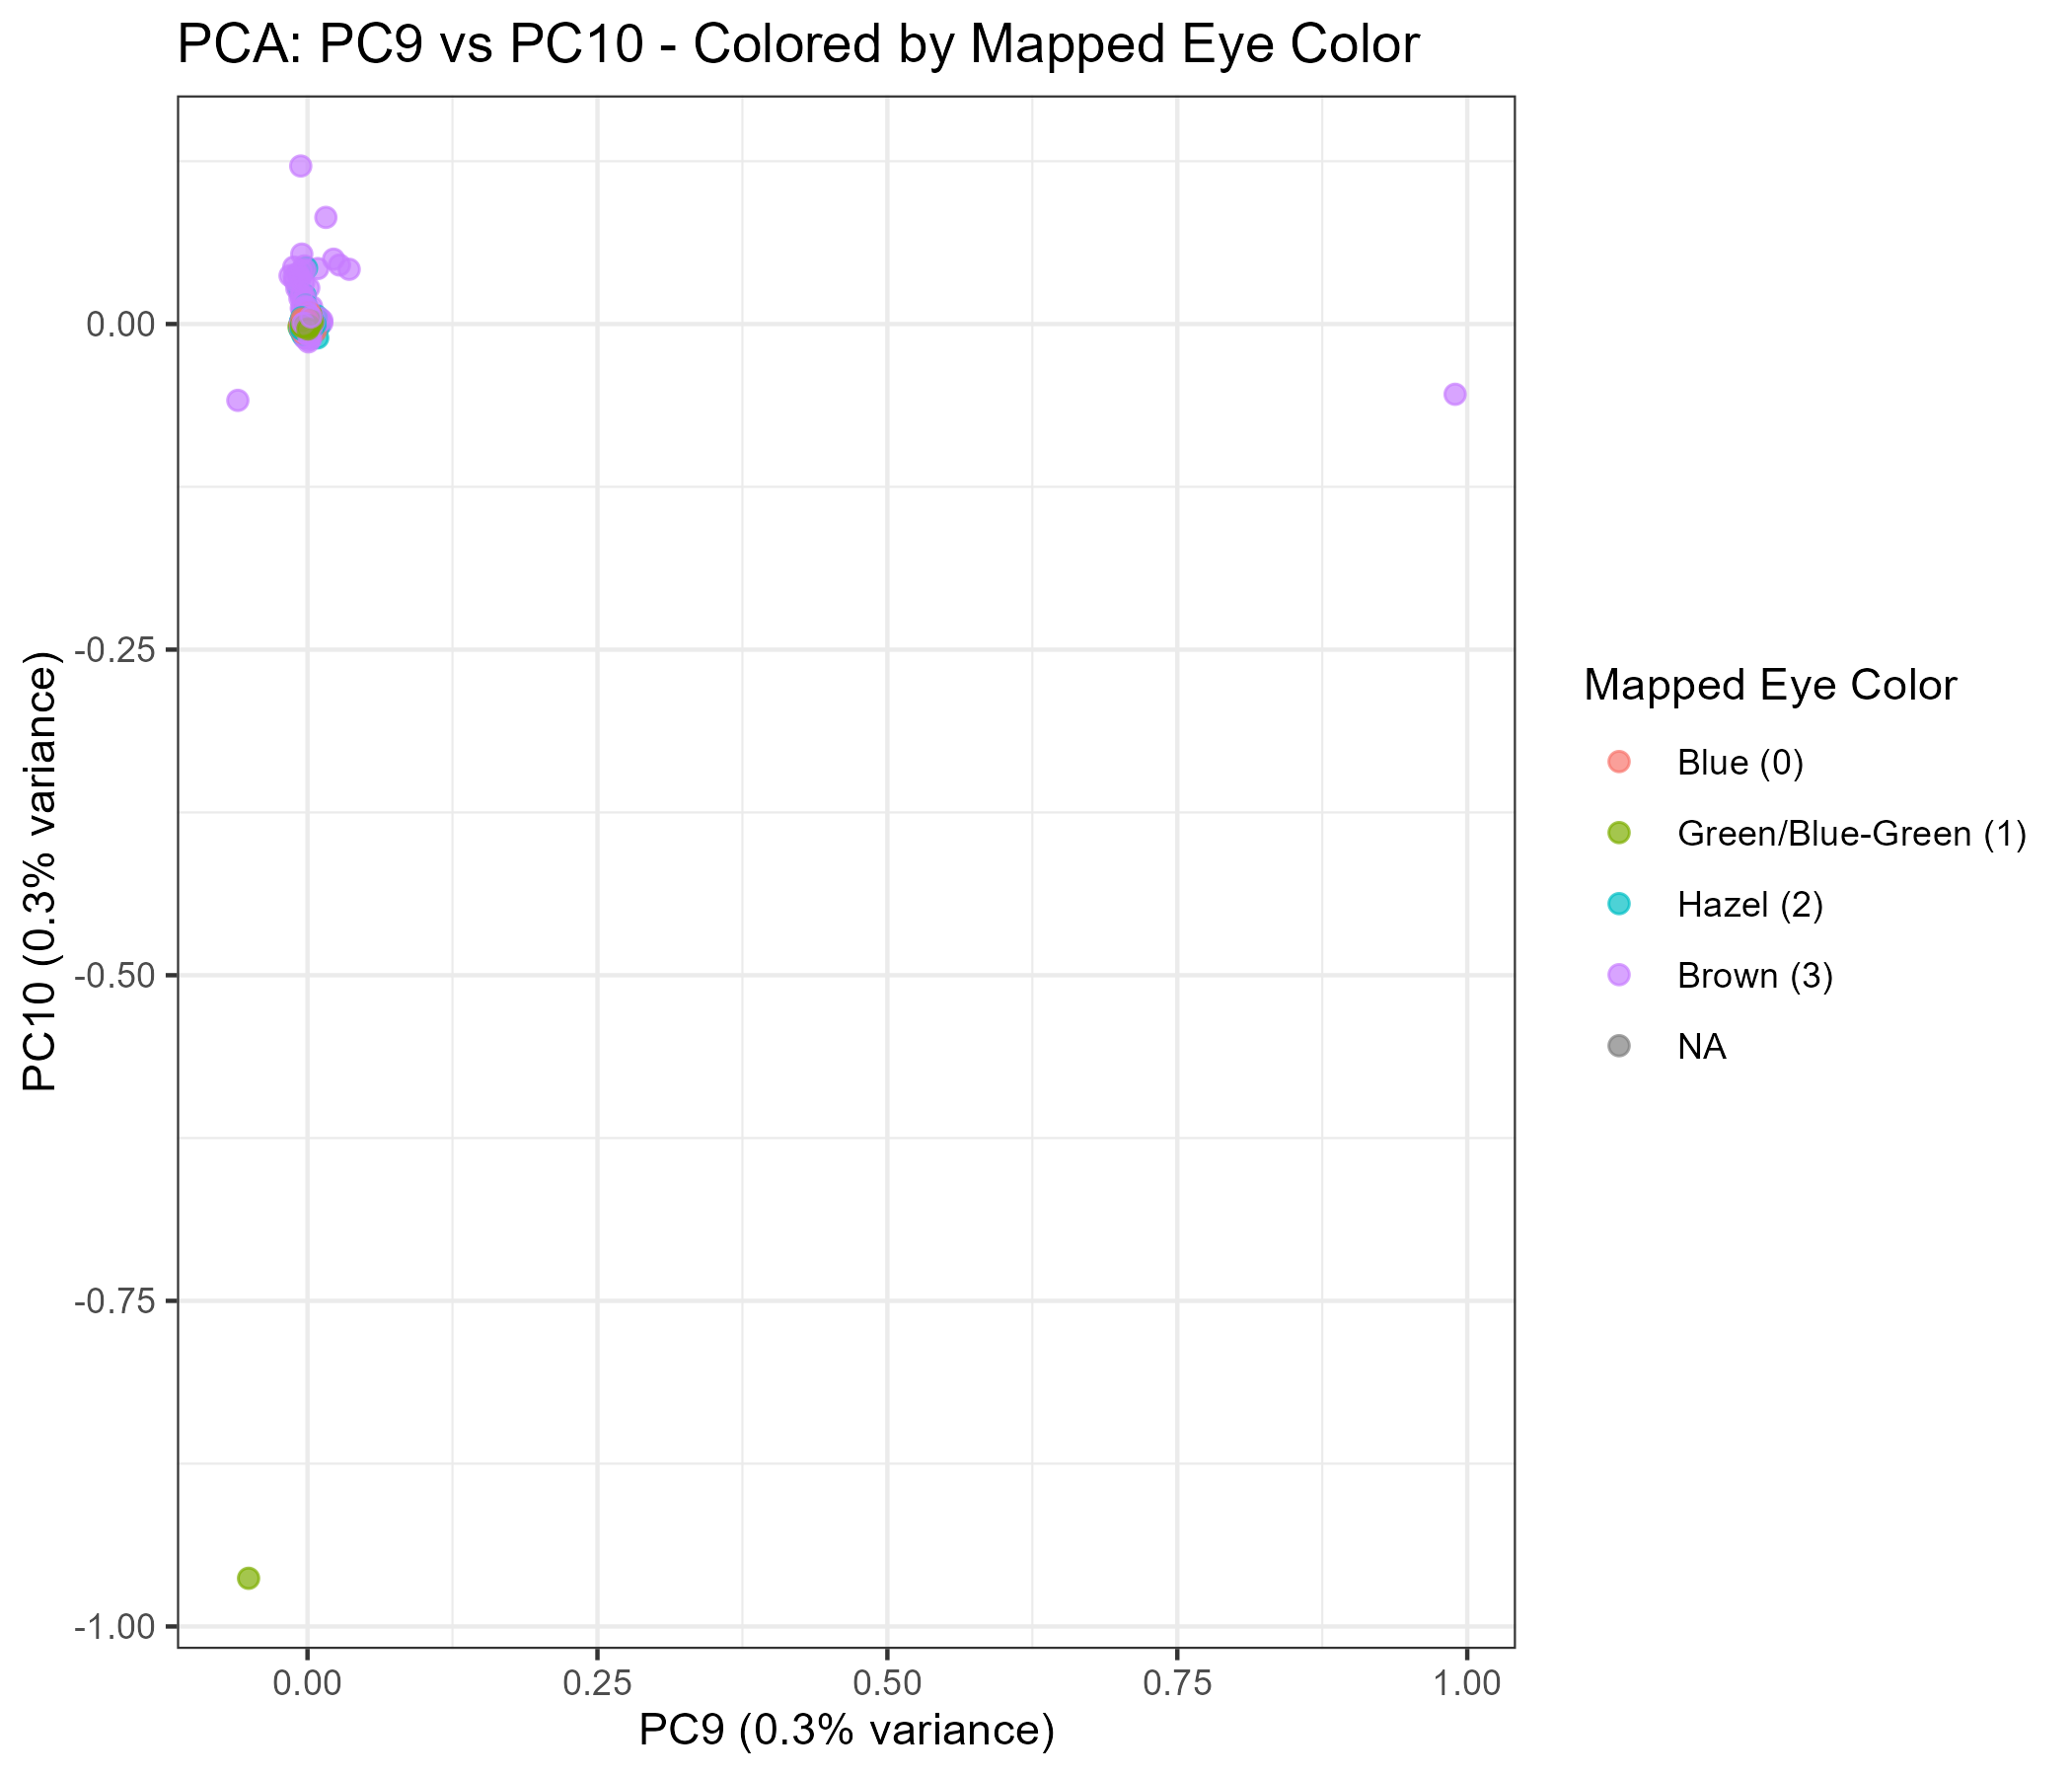 PCA: PC9 vs PC10 - Colored by Mapped Eye Color
PC10 (0.3% variance)
0.00
-0.25
-0.50
-0.75
-1.00
0.00 0.25 0.50 0.75 1.00
PC9 (0.3% variance)
Mapped Eye Color
Blue (0)
Green/Blue-Green (1)
Hazel (2)
Brown (3)
NA